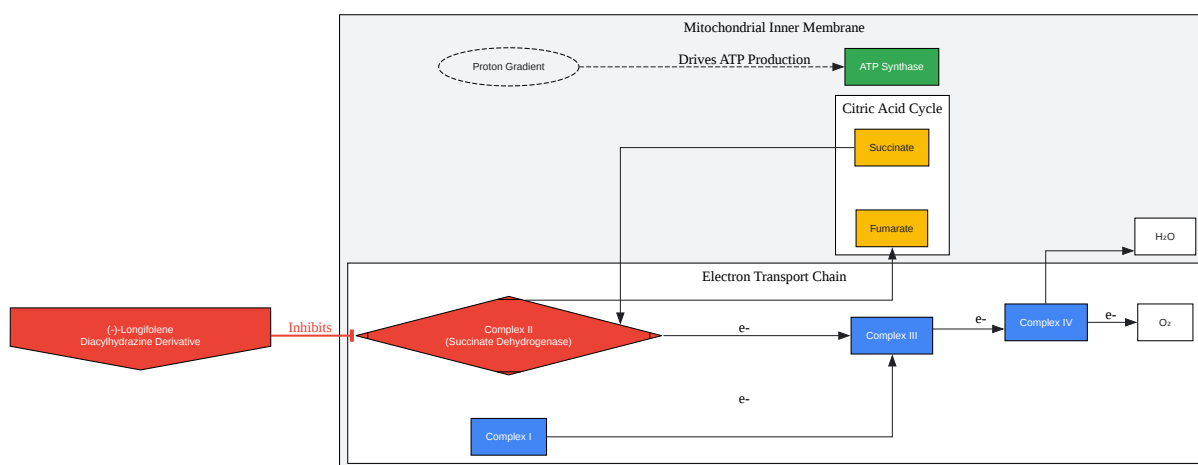 Mitochondrial Inner Membrane
Proton Gradient
Drives ATP Production
ATP Synthase
Citric Acid Cycle
Succinate
Fumarate
H₂O
Electron Transport Chain
(-)-Longifolene
Diacylhydrazine Derivative
Inhibits
Complex II
(Succinate Dehydrogenase)
e-
Complex III
e-
Complex IV
e-
O₂
e-
Complex I